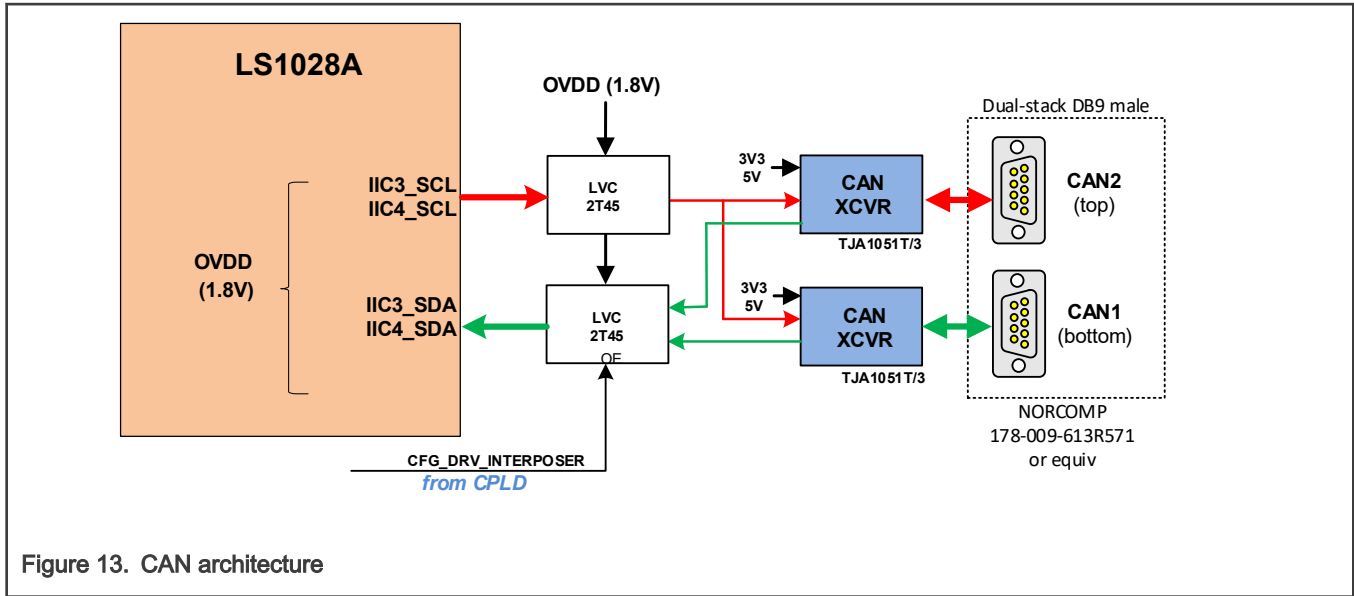 LS1028A
OVDD (1.8V)
Dual-stack DB9 male
IIC3_SCL
IIC4_SCL
LVC
2T45
3V3
5V
CAN
XCVR
TJA1051T/3
CAN2
(top)
OVDD
(1.8V)
IIC3_SDA
IIC4_SDA
LVC
2T45
OE
3V3
5V
CAN
XCVR
TJA1051T/3
CAN1
(bottom)
NORCOMP
178-009-613R571
or equiv
CFG_DRV_INTERPOSER
from CPLD
Figure 13. CAN architecture